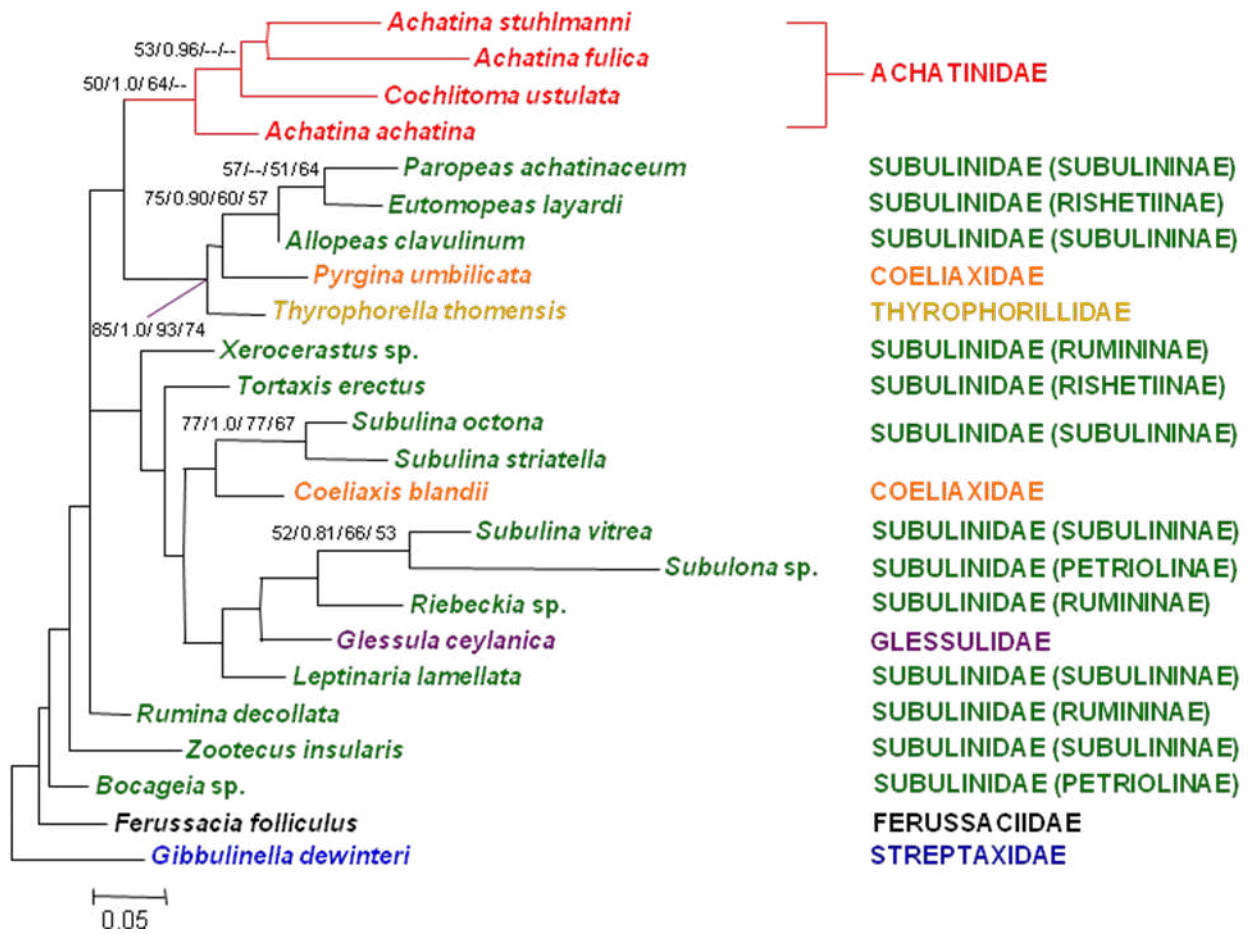 Achatina stuhlmanni
53/0.96/--/--
Achatina fulica
ACHATINIDAE
50/1.0/64/--
Cochlitoma ustulata
Achatina achatina
57/--/51/64
Paropeas achatinaceum SUBULINIDAE (SUBULININAE)
75/0.90/60/57
Eutomopeas layardi SUBULINIDAE (RISHETIINAE)
Allopeas clavulinum SUBULINIDAE (SUBULININAE)
Pyrgina umbilicata COELIAXIDAE
Thyrophorella thomensis THYROPHORILLIDAE
85/1.0/93/74
Xerocerastus sp. SUBULINIDAE (RUMININAE)
Tortaxis erectus SUBULINIDAE (RISHETIINAE)
77/1.0/77/67
Subulina octona
SUBULINIDAE (SUBULININAE)
Subulina striatella
Coeliaxis blandii COELIAXIDAE
52/0.81/66/53
Subulina vitrea SUBULINIDAE (SUBULININAE)
Subulona sp. SUBULINIDAE (PETRIOLINAE)
Riebeckia sp. SUBULINIDAE (RUMININAE)
Glessula ceylanica GLESSULIDAE
Leptinaria lamellata SUBULINIDAE (SUBULININAE)
Rumina decollata SUBULINIDAE (RUMININAE)
Zootecus insularis SUBULINIDAE (SUBULININAE)
Bocageia sp. SUBULINIDAE (PETRIOLINAE)
Ferussacia folliculus FERUSSACIIDAE
Gibbulinella dewinteri STREPTAXIDAE
0.05